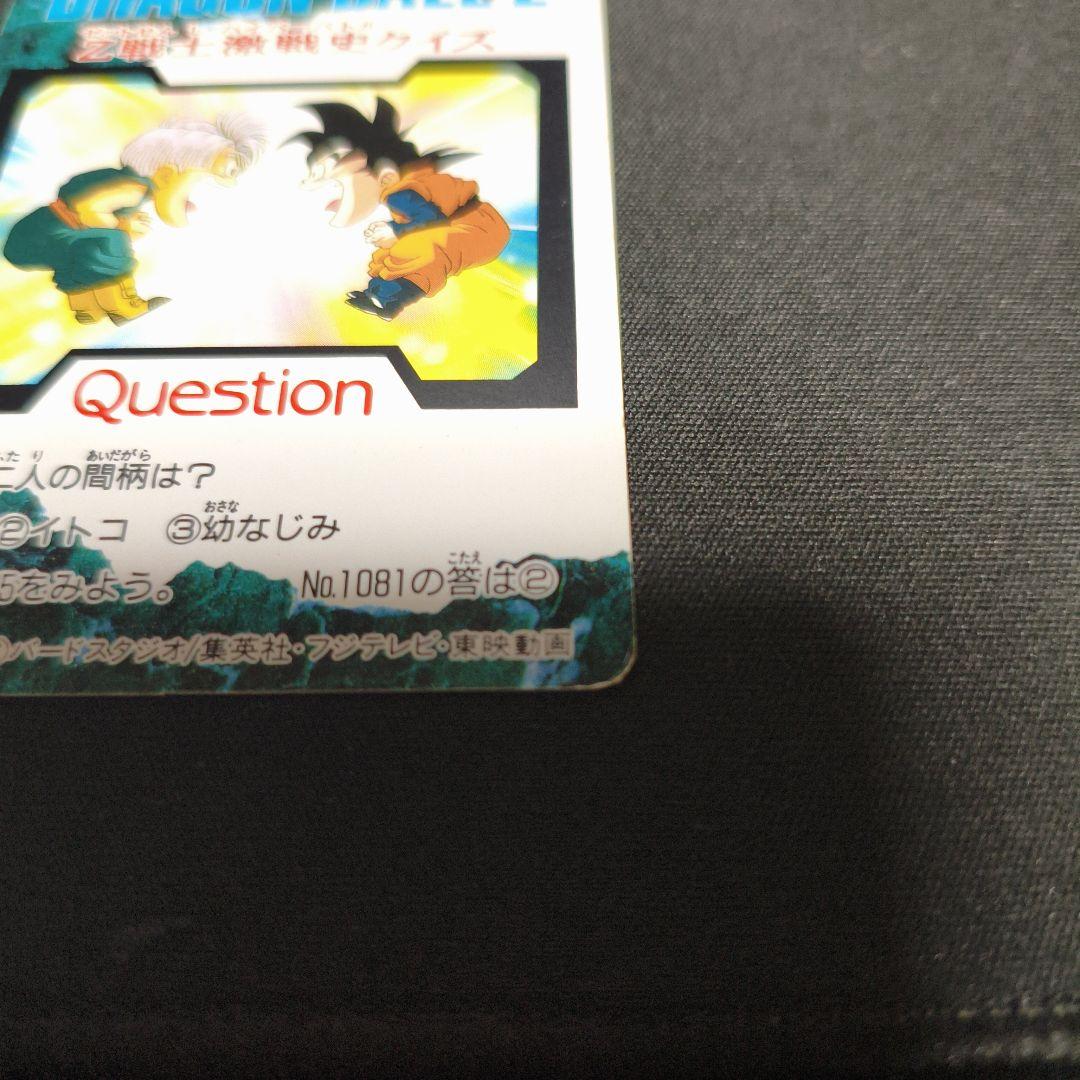 DRAGON BALL Z
Z戦士激戦史クイズ
Question
二人の間柄は?
②イトコ ③幼なじみ
5をみよう。 No.1081の答は②
©バードスタジオ/集英社・フジテレビ・東映動画